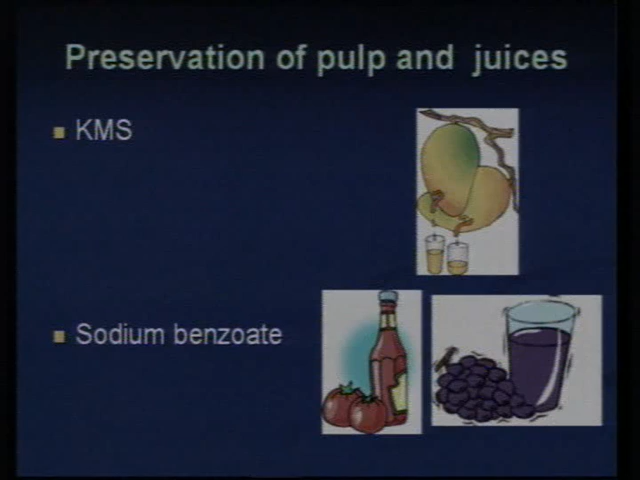 Preservation of pulp and juices
KMS
Sodium benzoate